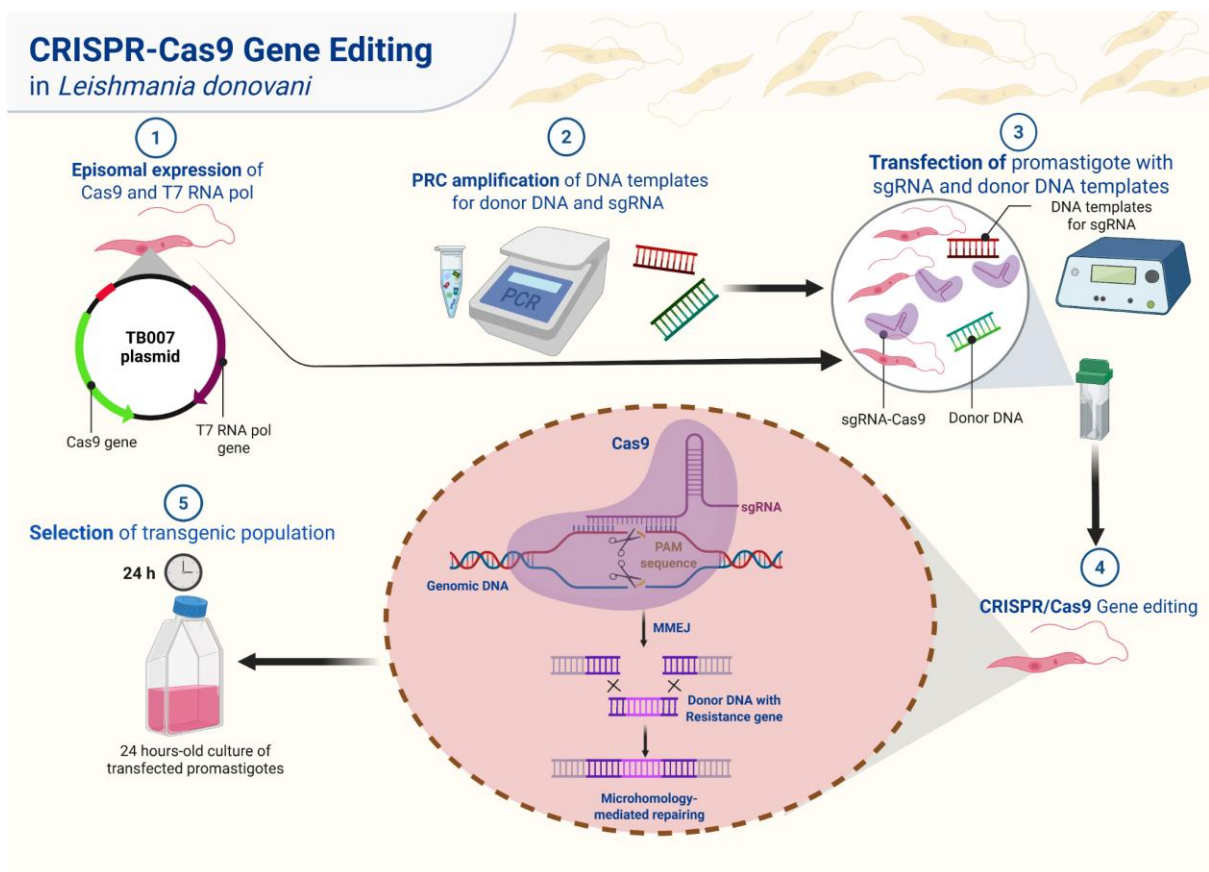 CRISPR-Cas9 Gene Editing
in Leishmania donovani
1
Episomal expression of
Cas9 and T7 RNA pol
TB007
plasmid
Cas9 gene
T7 RNA pol
gene
2
PRC amplification of DNA templates
for donor DNA and sgRNA
PCR
3
Transfection of promastigote with
sgRNA and donor DNA templates
DNA templates
for sgRNA
sgRNA-Cas9
Donor DNA
4
CRISPR/Cas9 Gene editing
Cas9
sgRNA
PAM
sequence
Genomic DNA
MMEJ
Donor DNA with
Resistance gene
Microhomology-
mediated repairing
5
Selection of transgenic population
24 h
24 hours-old culture of
transfected promastigotes